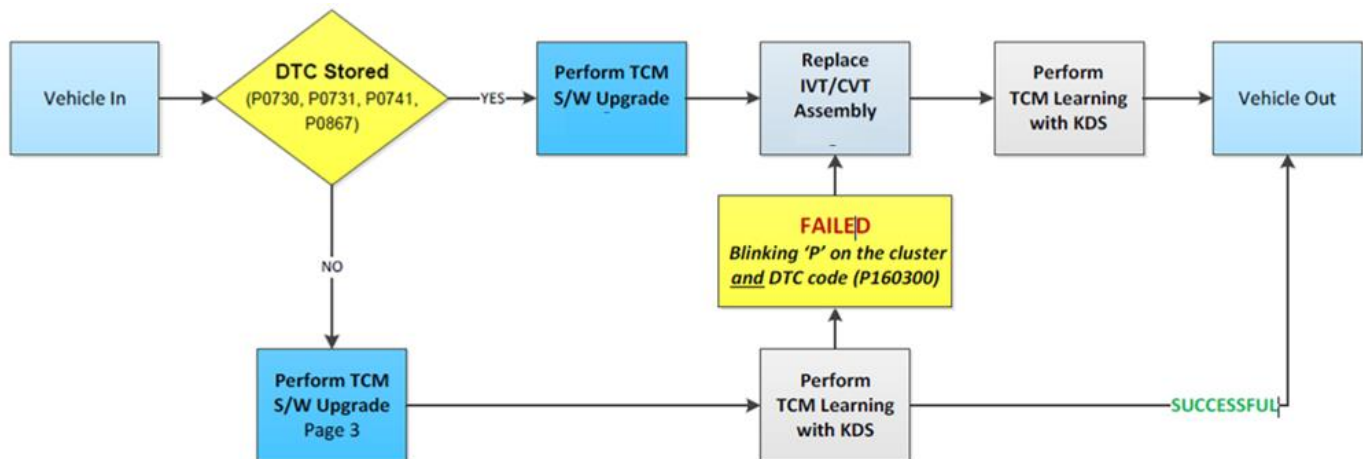 Vehicle In
DTC Stored
(P0730, P0731, P0741,
P0867)
YES
Perform TCM
S/W Upgrade
Replace
IVT/CVT
Assembly
Perform
TCM Learning
with KDS
Vehicle Out
NO
FAILED
Blinking ‘P’ on the cluster
and DTC code (P160300)
Perform TCM
S/W Upgrade
Page 3
Perform
TCM Learning
with KDS
SUCCESSFUL